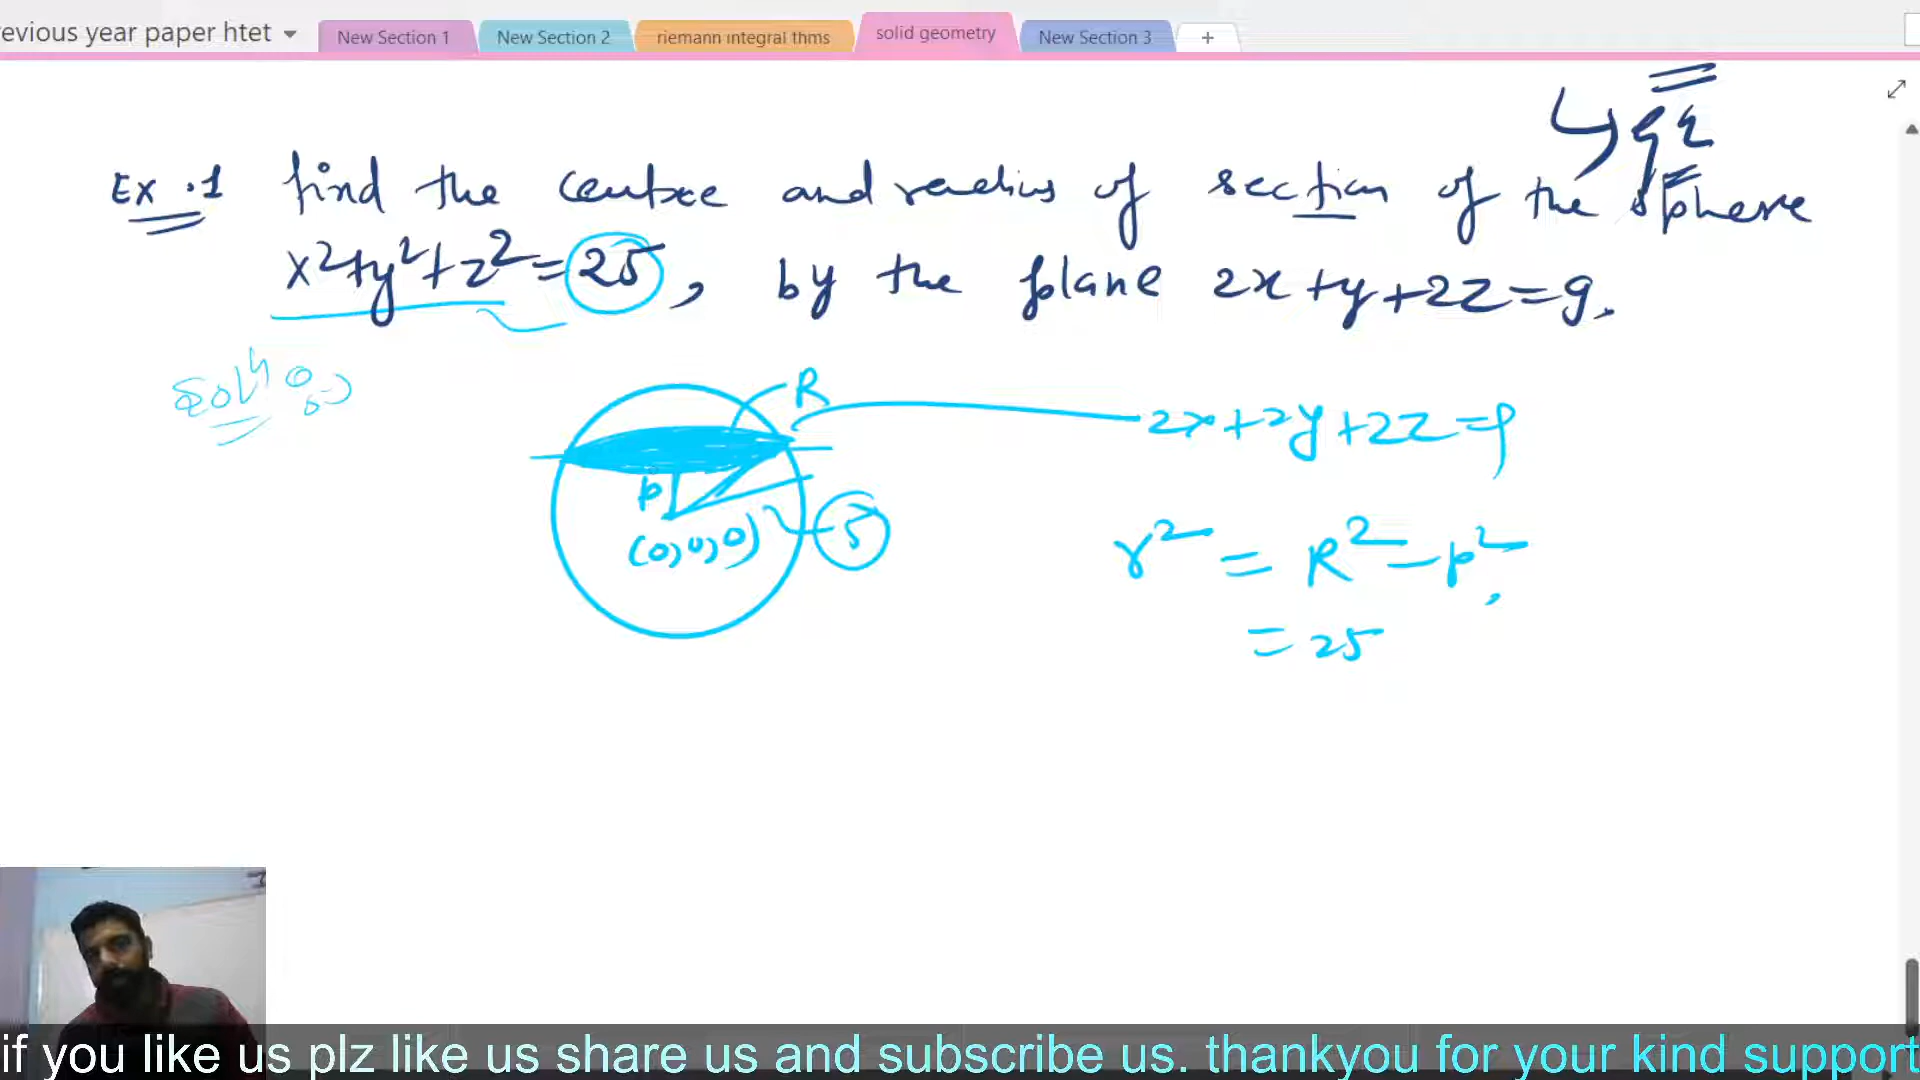 evious year paper htet
New Section 1
New Section 2
riemann integral thms
solid geometry
New Section 3
+
Ex.1 find the centre and radius of section of the sphere
x²+y²+z²=25, by the plane 2x+y+2z=9.
Solⁿ
R
2x+2y+2z=9
p
(0,0,0)
5
r² = R²-p²
= 25
if you like us plz like us share us and subscribe us. thankyou for your kind support